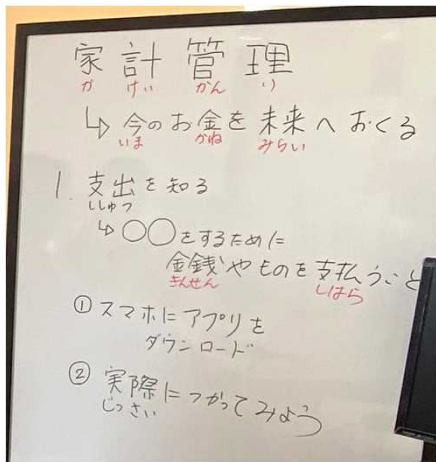 家計管理
か けい かん り
↳ 今のお金を未来へおくる
いま かね みらい
1. 支出を知る
ししゅつ
↳ ○○をするために
金銭やものを支払うこと
きんせん しはら
① スマホにアプリを
ダウンロード
② 実際につかってみよう
じっさい